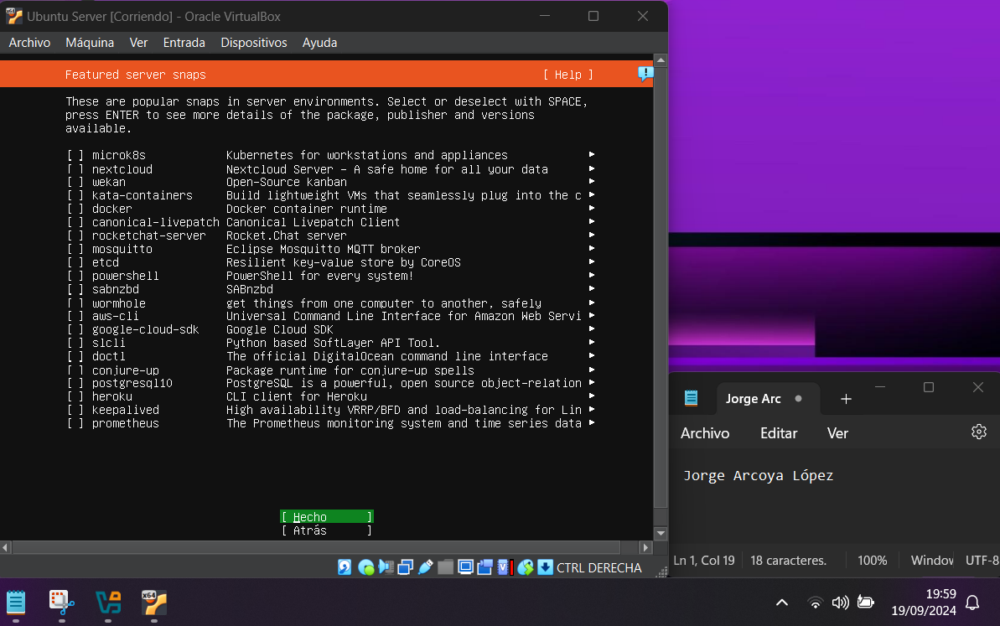 Ubuntu Server [Corriendo] - Oracle VirtualBox
Archivo Máquina Ver Entrada Dispositivos Ayuda
Featured server snaps [ Help ]
These are popular snaps in server environments. Select or deselect with SPACE,
press ENTER to see more details of the package, publisher and versions
available.
[ ] microk8s Kubernetes for workstations and appliances ▸
[ ] nextcloud Nextcloud Server - A safe home for all your data ▸
[ ] wekan Open-Source kanban ▸
[ ] kata-containers Build lightweight VMs that seamlessly plug into the c ▸
[ ] docker Docker container runtime ▸
[ ] canonical-livepatch Canonical Livepatch Client ▸
[ ] rocketchat-server Rocket.Chat server ▸
[ ] mosquitto Eclipse Mosquitto MQTT broker ▸
[ ] etcd Resilient key-value store by CoreOS ▸
[ ] powershell PowerShell for every system! ▸
[ ] sabnzbd SABnzbd ▸
[ ] wormhole get things from one computer to another, safely ▸
[ ] aws-cli Universal Command Line Interface for Amazon Web Servi ▸
[ ] google-cloud-sdk Google Cloud SDK ▸
[ ] slcli Python based SoftLayer API Tool. ▸
[ ] doctl The official DigitalOcean command line interface ▸
[ ] conjure-up Package runtime for conjure-up spells ▸
[ ] postgresql10 PostgreSQL is a powerful, open source object-relation ▸
[ ] heroku CLI client for Heroku ▸
[ ] keepalived High availability VRRP/BFD and load-balancing for Lin ▸
[ ] prometheus The Prometheus monitoring system and time series data ▸
[ Hecho ]
[ Atrás ]
CTRL DERECHA
Jorge Arc
Archivo Editar Ver
Jorge Arcoya López
Ln 1, Col 19 18 caracteres. 100% Window UTF-8
x64
19:59
19/09/2024